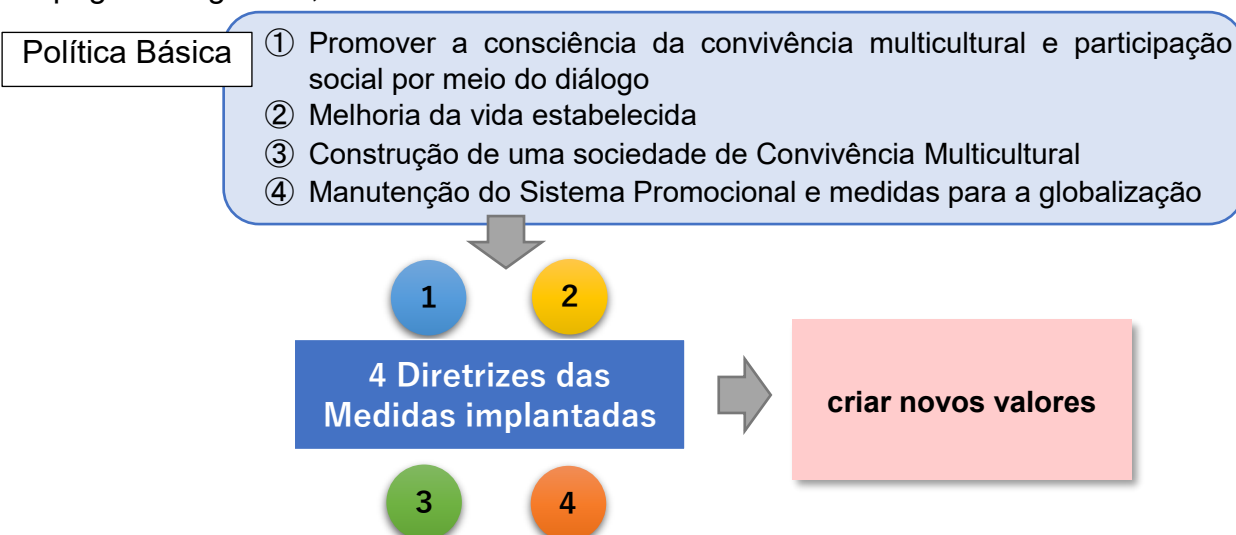 Política Básica
① Promover a consciência da convivência multicultural e participação
social por meio do diálogo
② Melhoria da vida estabelecida
③ Construção de uma sociedade de Convivência Multicultural
④ Manutenção do Sistema Promocional e medidas para a globalização
1
2
4 Diretrizes das
Medidas implantadas
criar novos valores
3
4